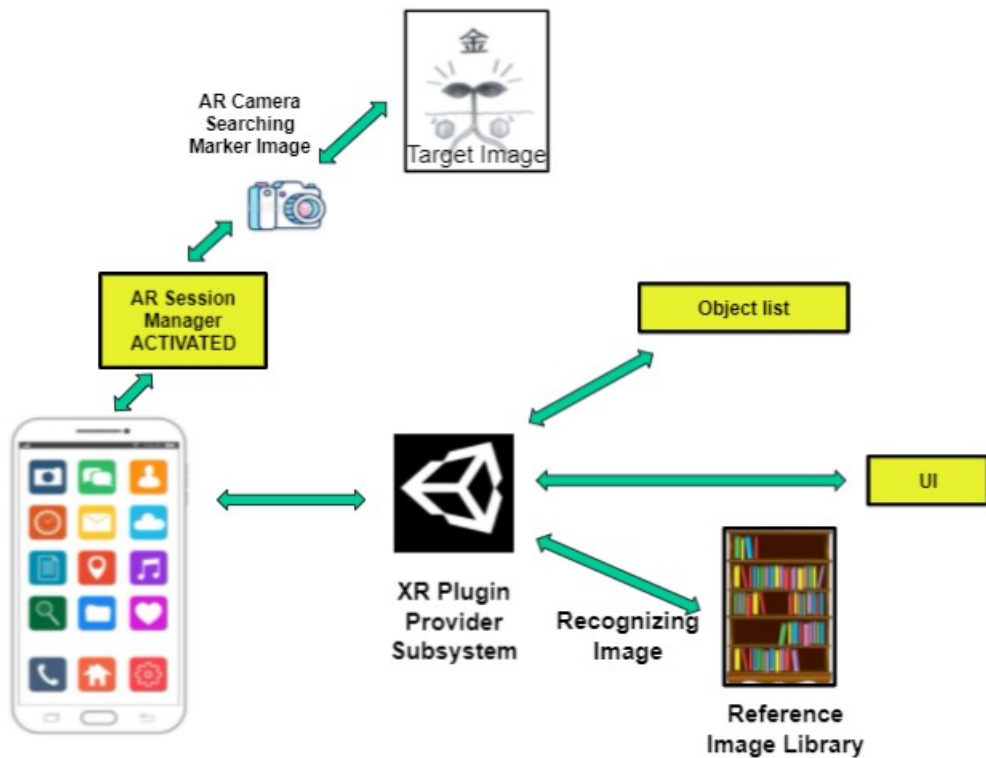 金
Target Image
AR Camera
Searching
Marker Image
AR Session
Manager
ACTIVATED
Object list
UI
XR Plugin
Provider
Subsystem
Recognizing
Image
Reference
Image Library